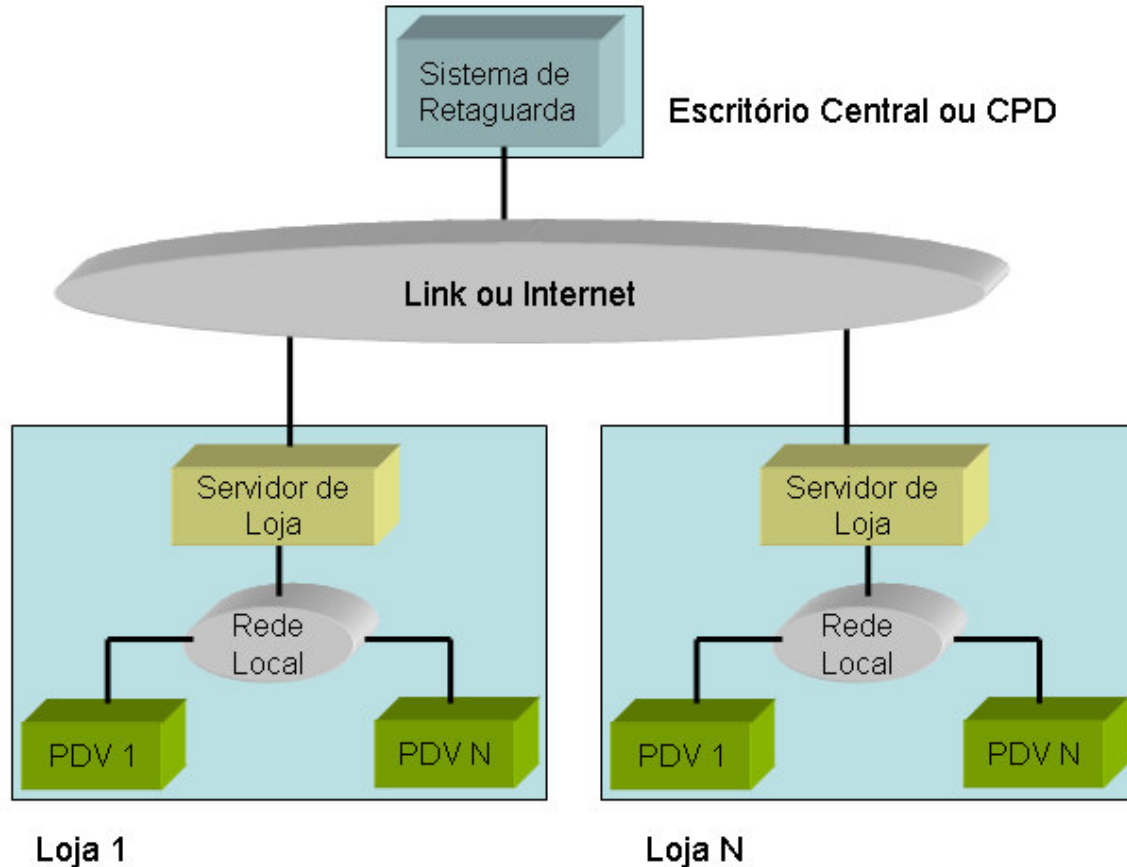 Sistema de
Retaguarda
Escritório Central ou CPD
Link ou Internet
Servidor de
Loja
Rede
Local
PDV 1
PDV N
Loja 1
Servidor de
Loja
Rede
Local
PDV 1
PDV N
Loja N